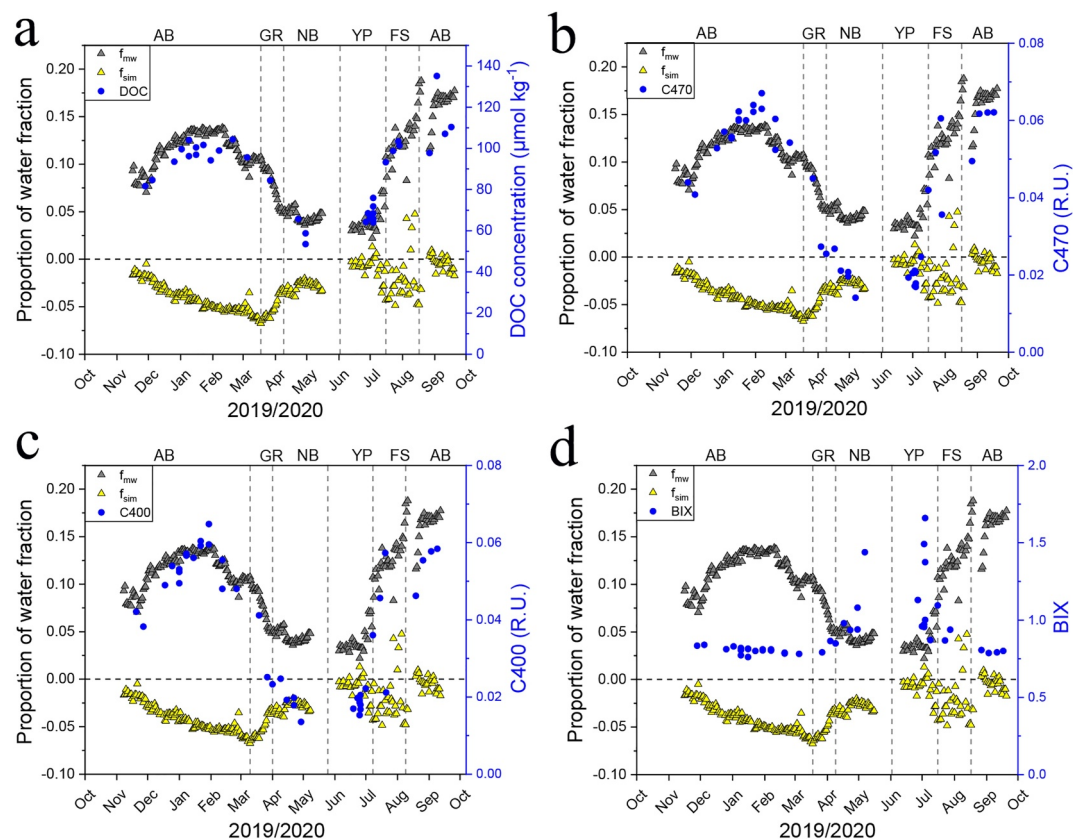 a
AB GR NB YP FS AB
f_mw
f_sim
DOC
0.20
0.15
0.10
0.05
0.00
-0.05
-0.10
Proportion of water fraction
140
120
100
80
60
40
20
0
DOC concentration (μmol kg⁻¹)
Oct Nov Dec Jan Feb Mar Apr May Jun Jul Aug Sep Oct
2019/2020
b
AB GR NB YP FS AB
f_mw
f_sim
C470
0.20
0.15
0.10
0.05
0.00
-0.05
-0.10
Proportion of water fraction
0.08
0.06
0.04
0.02
0.00
C470 (R.U.)
Oct Nov Dec Jan Feb Mar Apr May Jun Jul Aug Sep Oct
2019/2020
c
AB GR NB YP FS AB
f_mw
f_sim
C400
0.20
0.15
0.10
0.05
0.00
-0.05
-0.10
Proportion of water fraction
0.08
0.06
0.04
0.02
0.00
C400 (R.U.)
Oct Nov Dec Jan Feb Mar Apr May Jun Jul Aug Sep Oct
2019/2020
d
AB GR NB YP FS AB
f_mw
f_sim
BIX
0.20
0.15
0.10
0.05
0.00
-0.05
-0.10
Proportion of water fraction
2.0
1.5
1.0
0.5
0.0
BIX
Oct Nov Dec Jan Feb Mar Apr May Jun Jul Aug Sep Oct
2019/2020